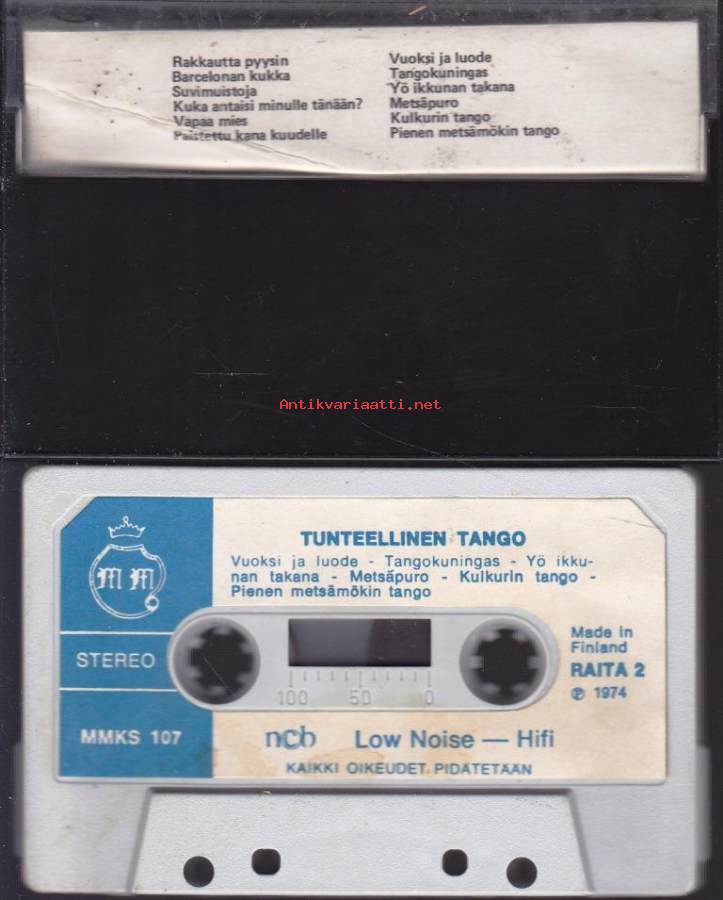 Rakkautta pyysin
Barcelonan kukka
Suvimuistoja
Kuka antaisi minulle tänään?
Vapaa mies
Paistettu kana kuudelle
Vuoksi ja luode
Tangokuningas
Yö ikkunan takana
Metsäpuro
Kulkurin tango
Pienen metsämökin tango
Antikvariaatti.net
TUNTEELLINEN TANGO
Vuoksi ja luode - Tangokuningas - Yö ikku-
nan takana - Metsäpuro - Kulkurin tango -
Pienen metsämökin tango
M M
STEREO
MMKS 107
100 50 0
Made in
Finland
RAITA 2
℗ 1974
ncb Low Noise — Hifi
KAIKKI OIKEUDET PIDÄTETÄÄN